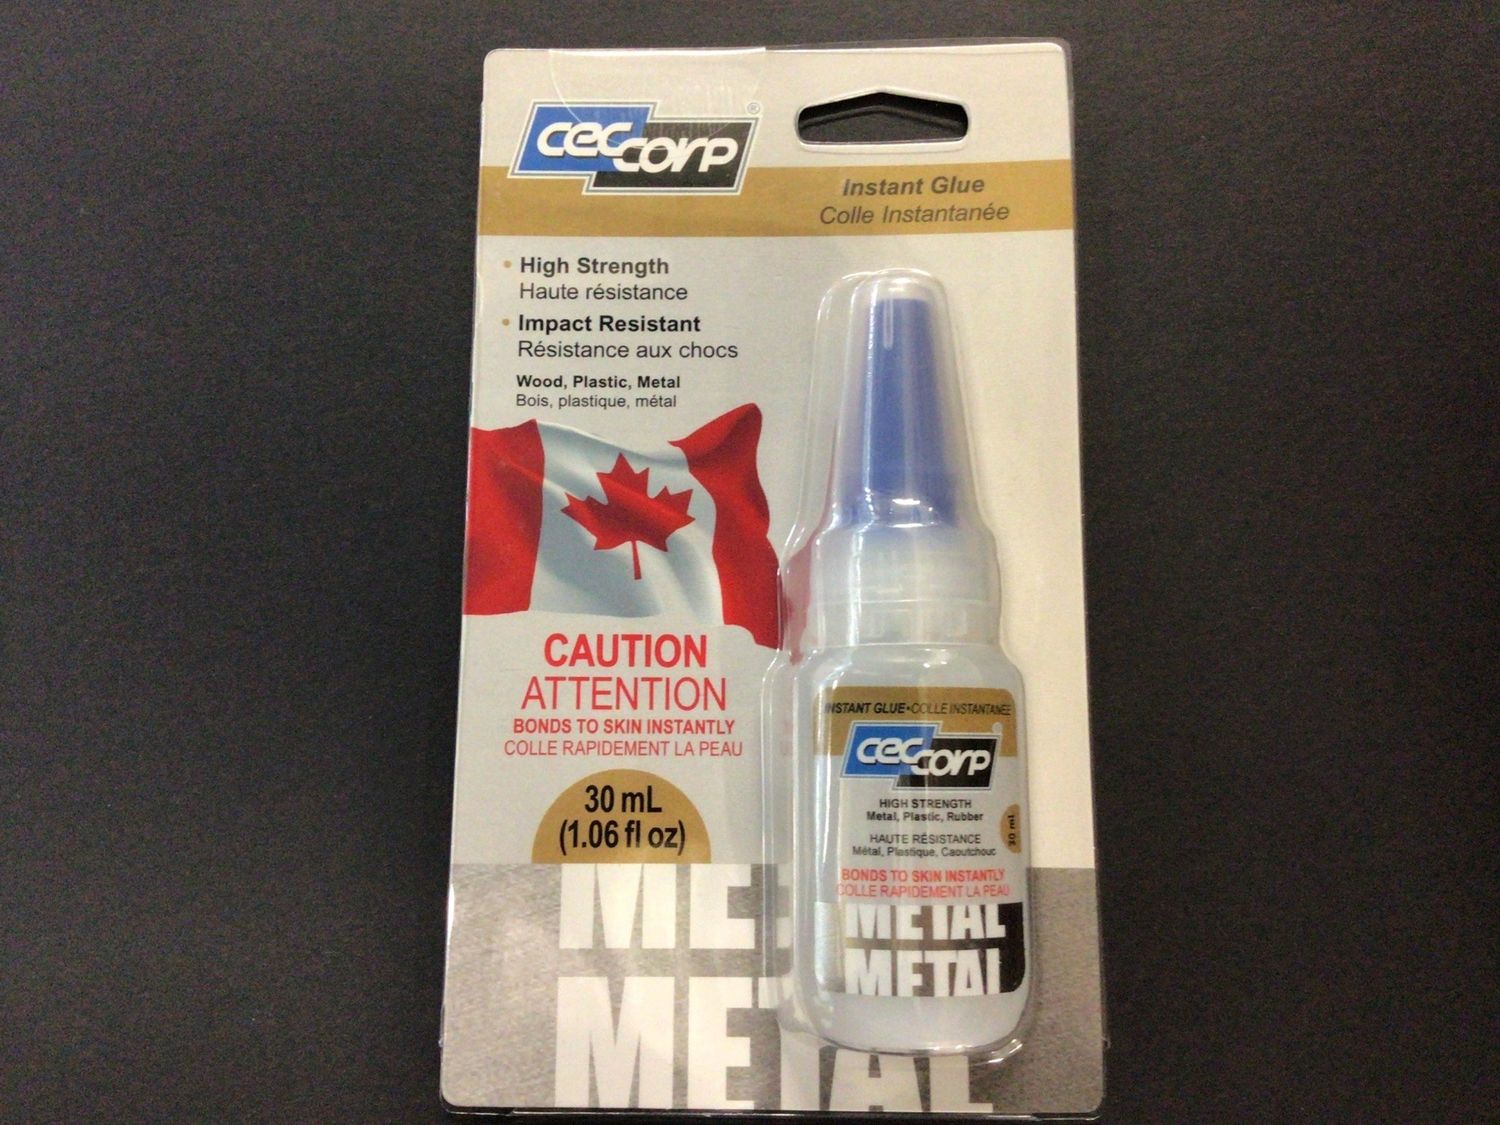 cec corp ®
Instant Glue
Colle Instantanée
• High Strength
Haute résistance
• Impact Resistant
Résistance aux chocs
Wood, Plastic, Metal
Bois, plastique, métal
CAUTION
ATTENTION
BONDS TO SKIN INSTANTLY
COLLE RAPIDEMENT LA PEAU
30 mL
(1.06 fl oz)
METAL
INSTANT GLUE•COLLE INSTANTANÉE
cec corp ®
HIGH STRENGTH
Metal, Plastic, Rubber
HAUTE RÉSISTANCE
Métal, Plastique, Caoutchouc
30 mL
BONDS TO SKIN INSTANTLY
COLLE RAPIDEMENT LA PEAU
METAL
METAL